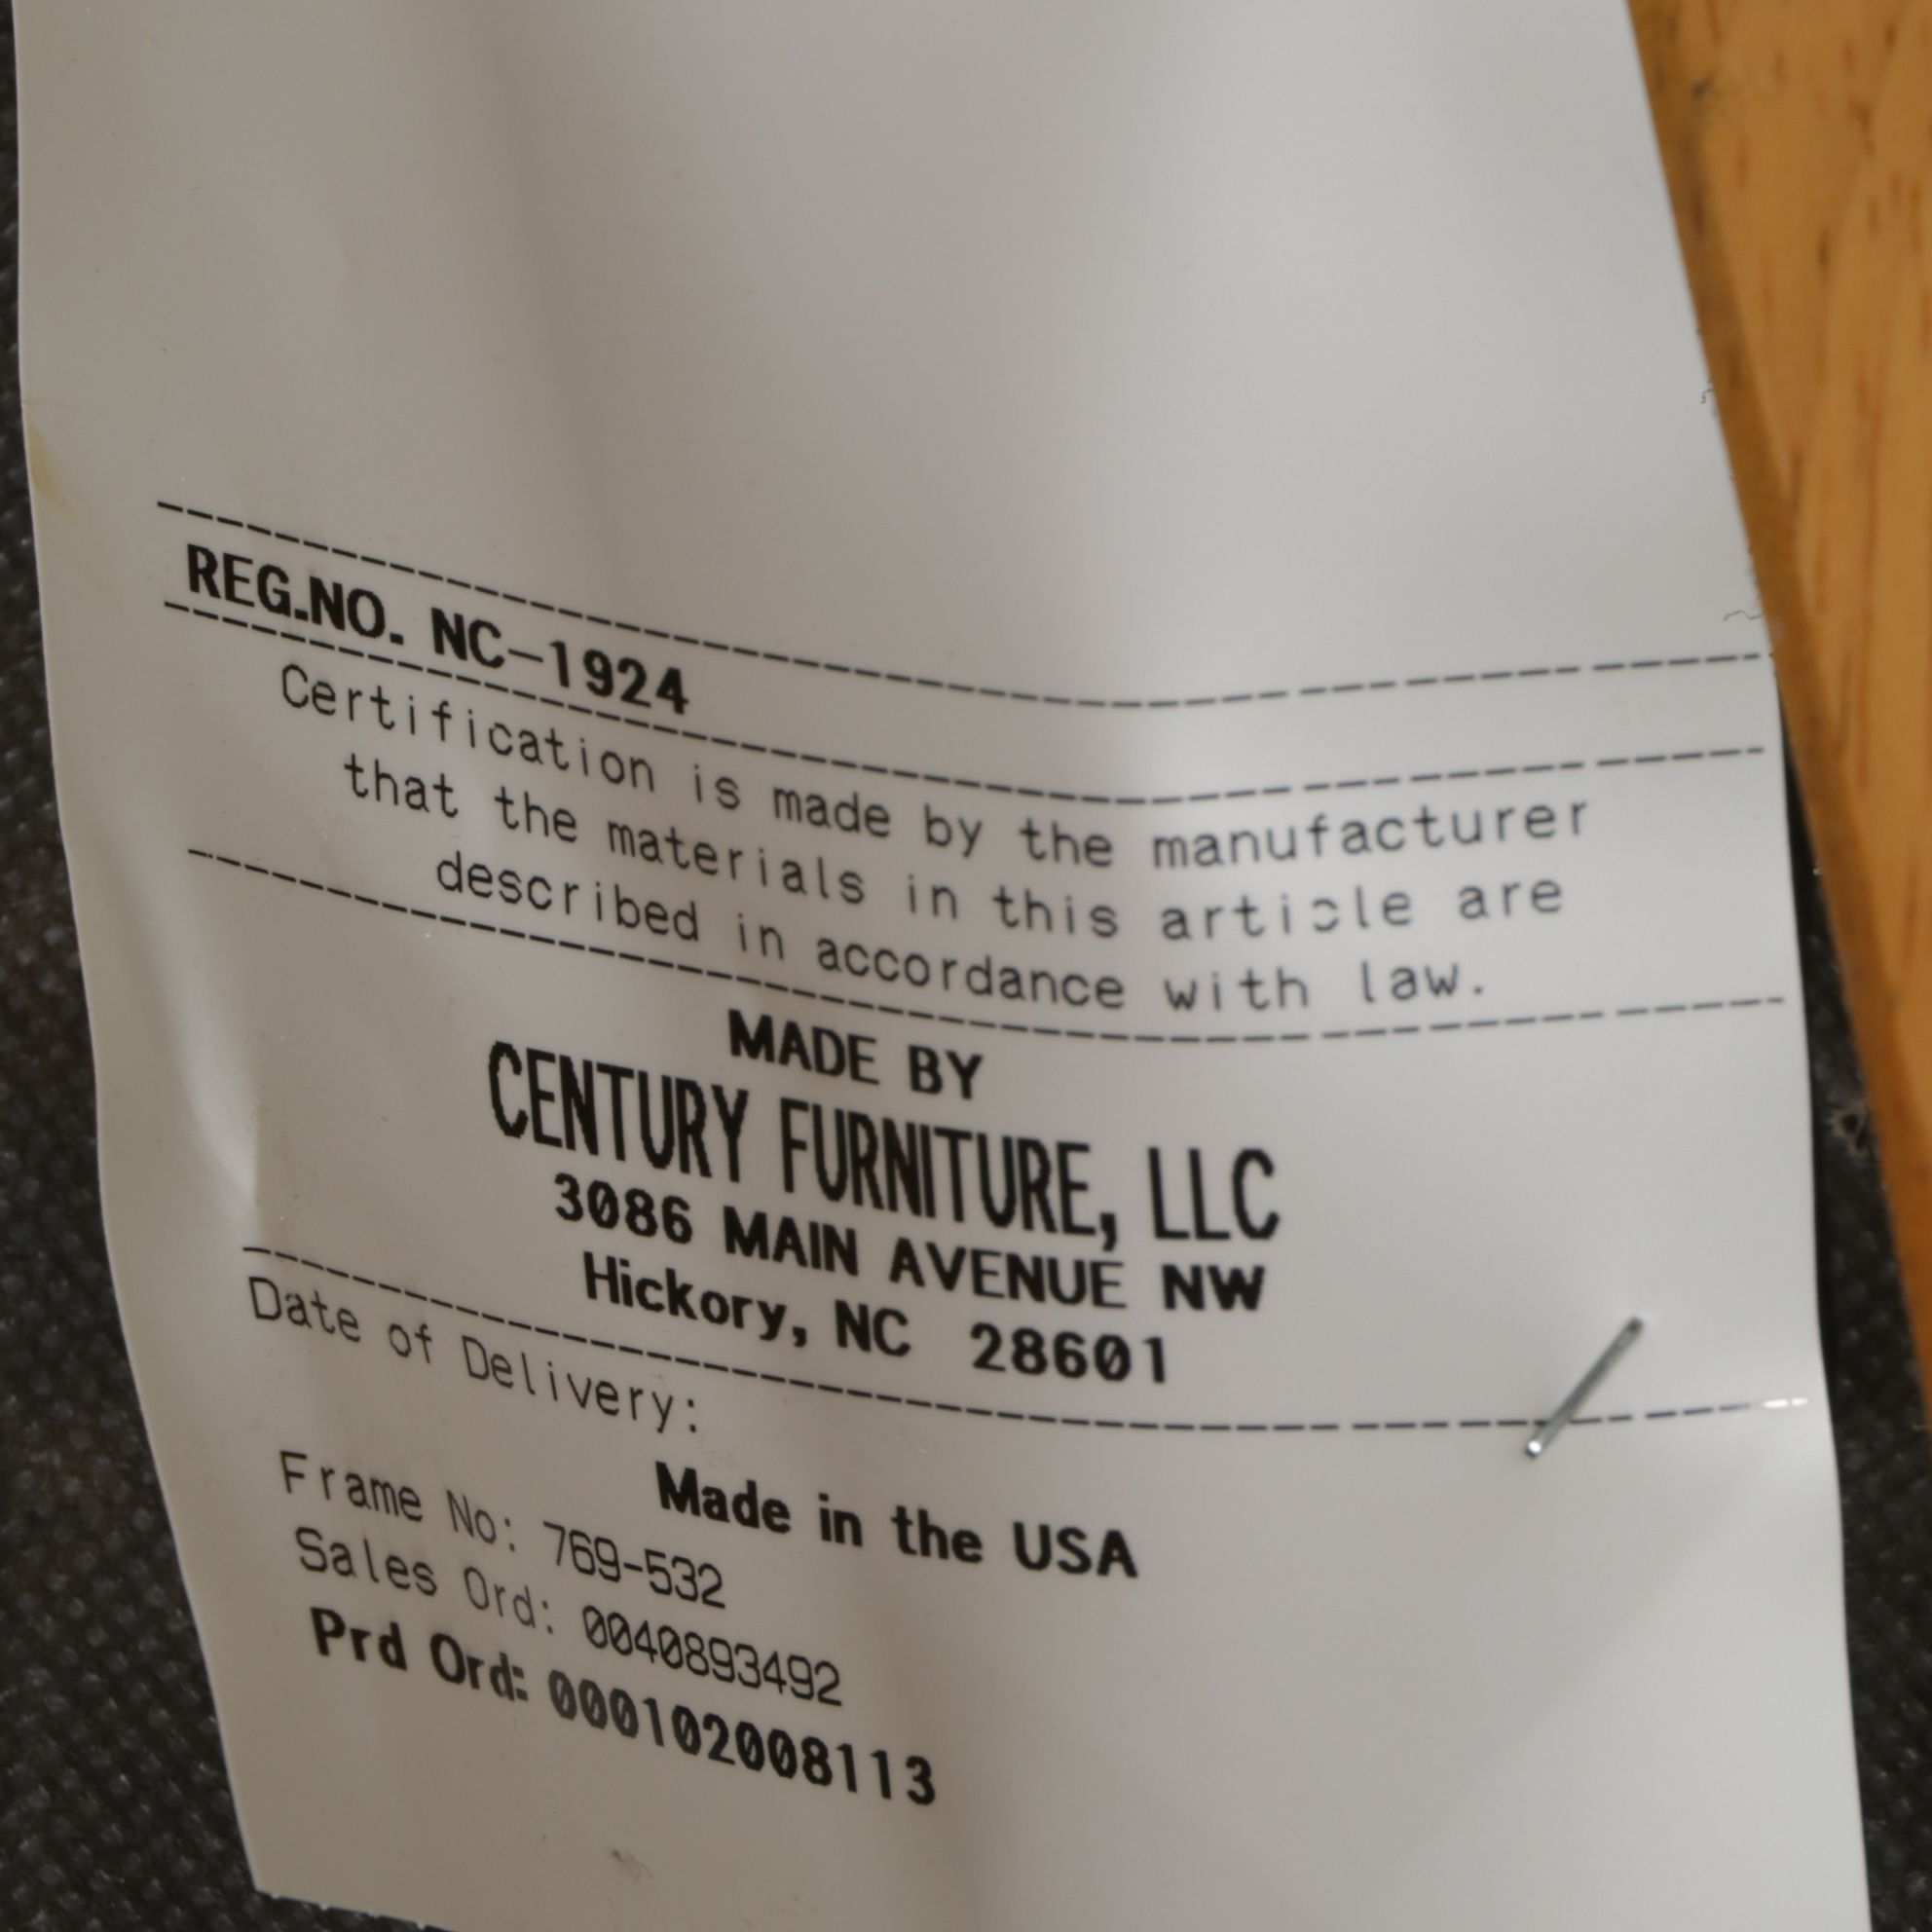 REG.NO. NC-1924
Certification is made by the manufacturer
that the materials in this article are
described in accordance with law.
MADE BY
CENTURY FURNITURE, LLC
3086 MAIN AVENUE NW
Hickory, NC 28601
Date of Delivery:
Made in the USA
Frame No: 769-532
Sales Ord: 0040893492
Prd Ord: 000102008113